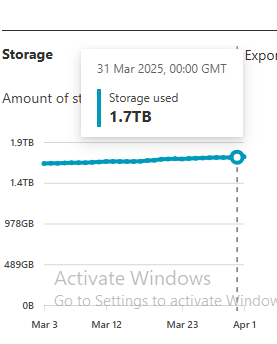 Storage
Expor
31 Mar 2025, 00:00 GMT
Storage used
1.7TB
Amount of st
1.9TB
1.4TB
978GB
489GB
0B
Activate Windows
Go to Settings to activate Window
Mar 3
Mar 12
Mar 23
Apr 1